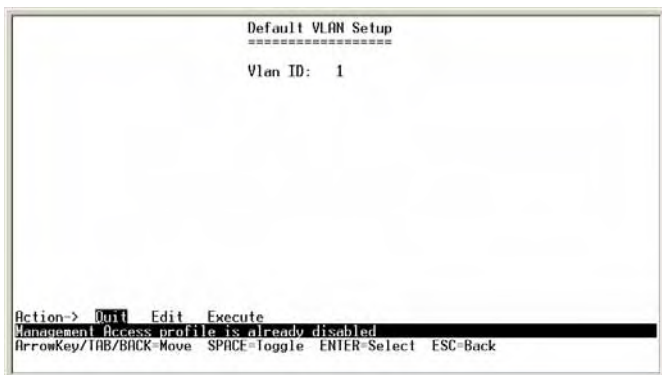 Default VLAN Setup
==================
Vlan ID: 1
Action-> Quit Edit Execute
Management Access profile is already disabled
ArrowKey/TAB/BACK=Move SPACE=Toggle ENTER=Select ESC=Back